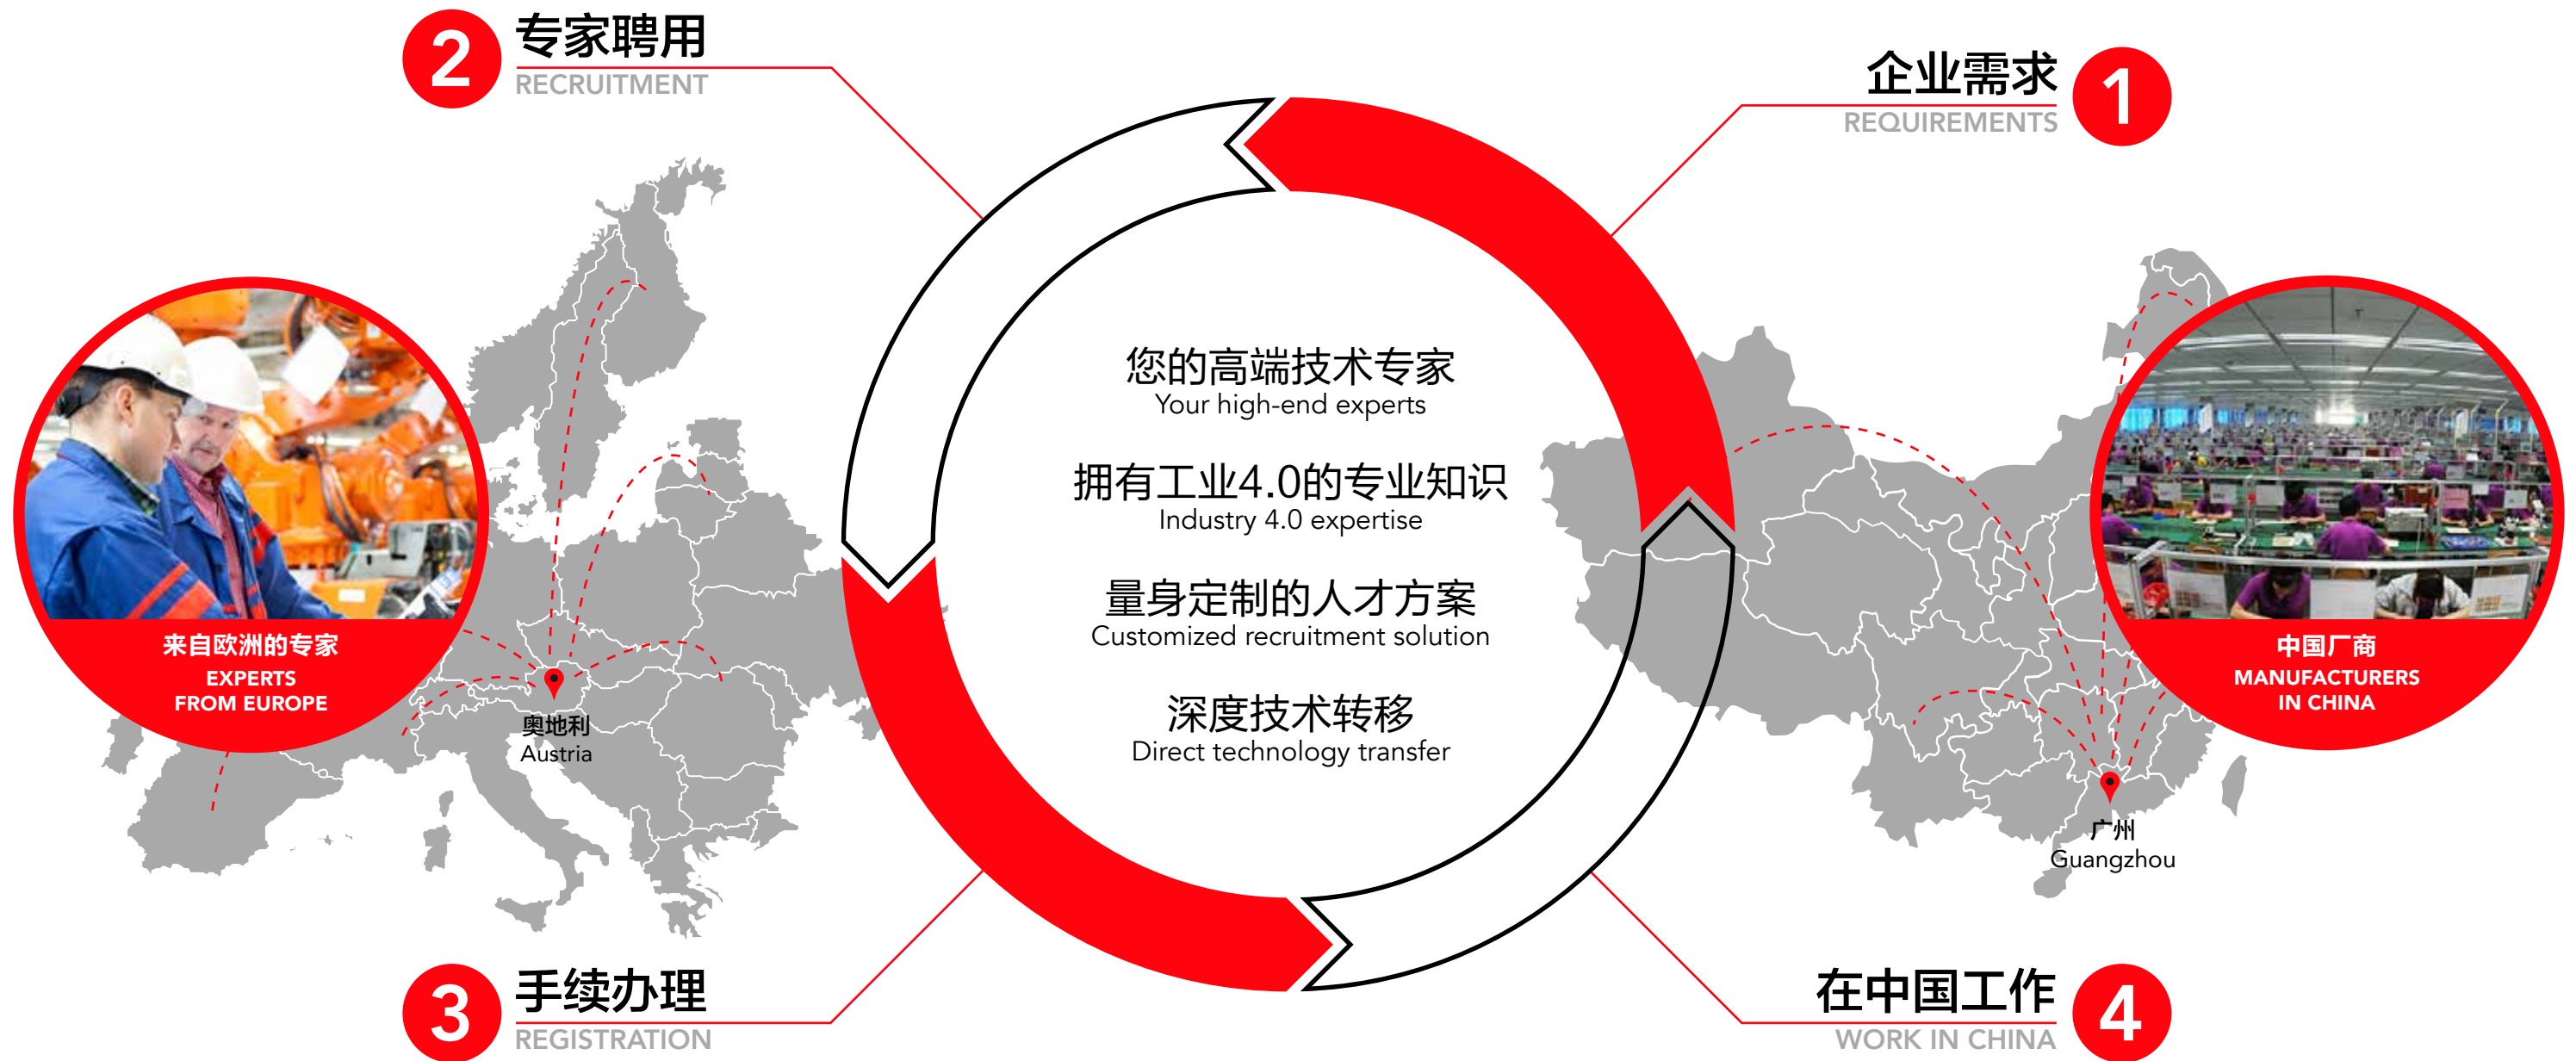 2
专家聘用
RECRUITMENT
企业需求
REQUIREMENTS
1
您的高端技术专家
Your high-end experts
拥有工业4.0的专业知识
Industry 4.0 expertise
量身定制的人才方案
Customized recruitment solution
深度技术转移
Direct technology transfer
来自欧洲的专家
EXPERTS
FROM EUROPE
奥地利
Austria
中国厂商
MANUFACTURERS
IN CHINA
广州
Guangzhou
3
手续办理
REGISTRATION
在中国工作
WORK IN CHINA
4